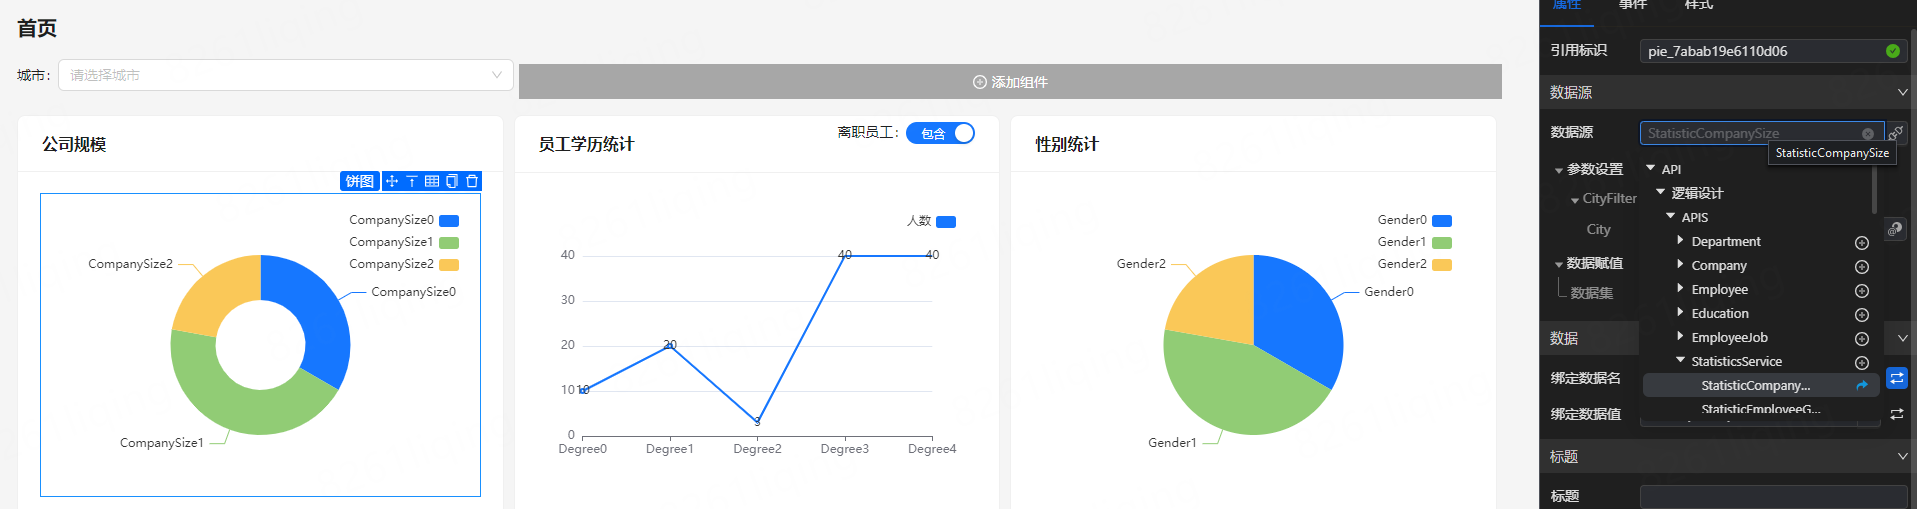 首页
城市：
请选择城市
添加组件
公司规模
饼图
CompanySize0
CompanySize1
CompanySize2
CompanySize2
CompanySize0
CompanySize1
员工学历统计
离职员工：
包含
人数
40
30
20
10
0
10
20
3
40
40
Degree0
Degree1
Degree2
Degree3
Degree4
性别统计
Gender0
Gender1
Gender2
Gender2
Gender0
Gender1
属性
事件
样式
引用标识
pie_7abab19e6110d06
数据源
数据源
StatisticCompanySize
StatisticCompanySize
参数设置
CityFilter
City
数据赋值
数据集
API
逻辑设计
APIS
Department
Company
Employee
Education
EmployeeJob
StatisticsService
StatisticCompany...
StatisticEmployeeG...
数据
绑定数据名
绑定数据值
标题
标题